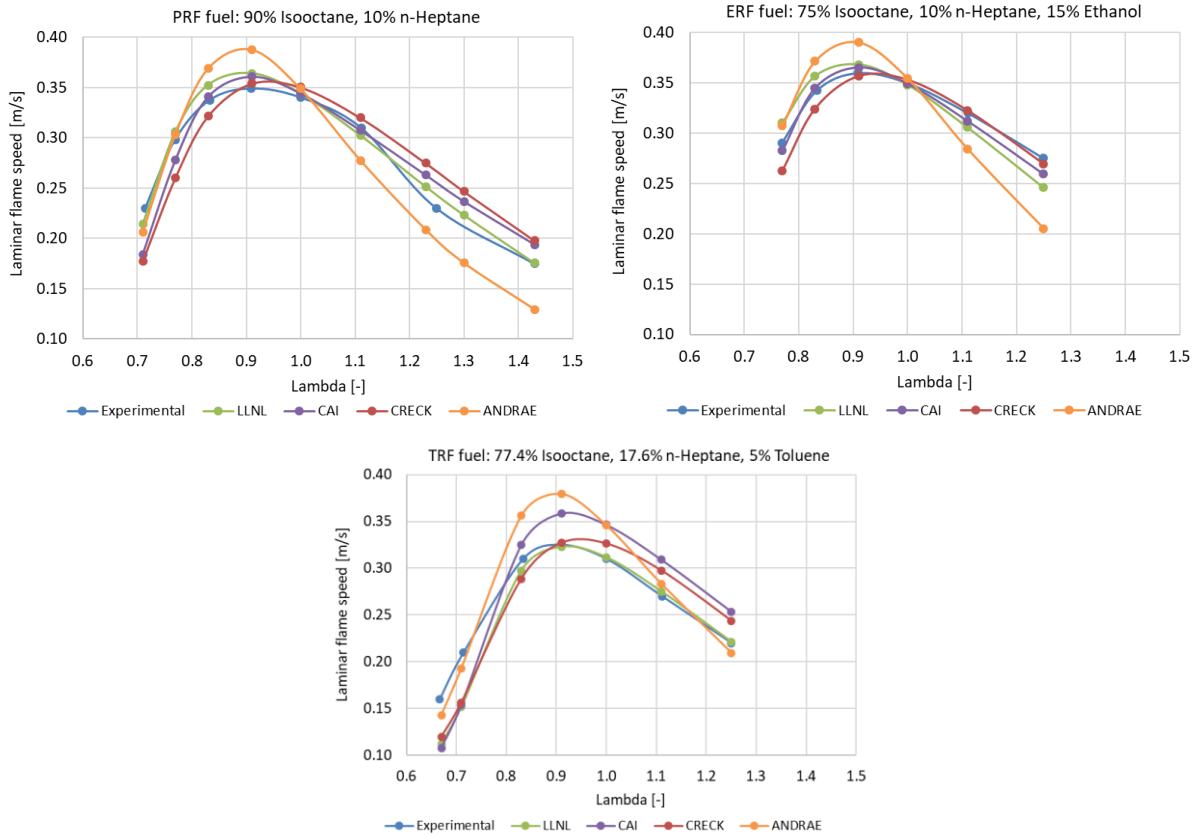 PRF fuel: 90% Isooctane, 10% n-Heptane
Laminar flame speed [m/s]
0.40
0.35
0.30
0.25
0.20
0.15
0.10
0.6 0.7 0.8 0.9 1.0 1.1 1.2 1.3 1.4 1.5
Lambda [-]
Experimental LLNL CAI CRECK ANDRAE
ERF fuel: 75% Isooctane, 10% n-Heptane, 15% Ethanol
Laminar flame speed [m/s]
0.40
0.35
0.30
0.25
0.20
0.15
0.10
0.6 0.7 0.8 0.9 1.0 1.1 1.2 1.3 1.4 1.5
Lambda [-]
Experimental LLNL CAI CRECK ANDRAE
TRF fuel: 77.4% Isooctane, 17.6% n-Heptane, 5% Toluene
Laminar flame speed [m/s]
0.40
0.35
0.30
0.25
0.20
0.15
0.10
0.6 0.7 0.8 0.9 1.0 1.1 1.2 1.3 1.4 1.5
Lambda [-]
Experimental LLNL CAI CRECK ANDRAE